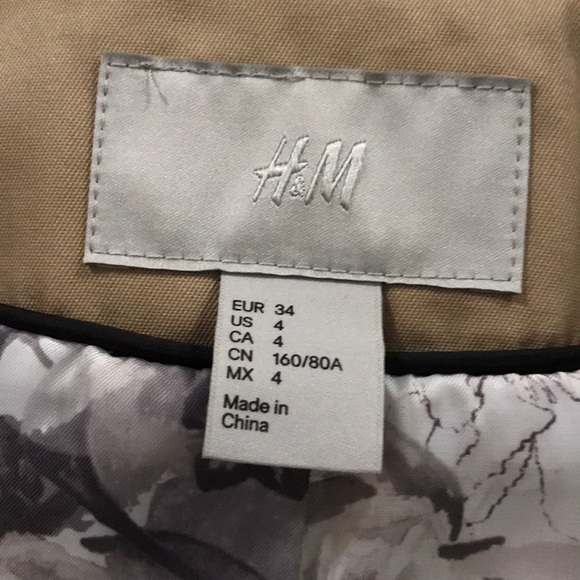 H&M
EUR 34
US 4
CA 4
CN 160/80A
MX 4
Made in
China